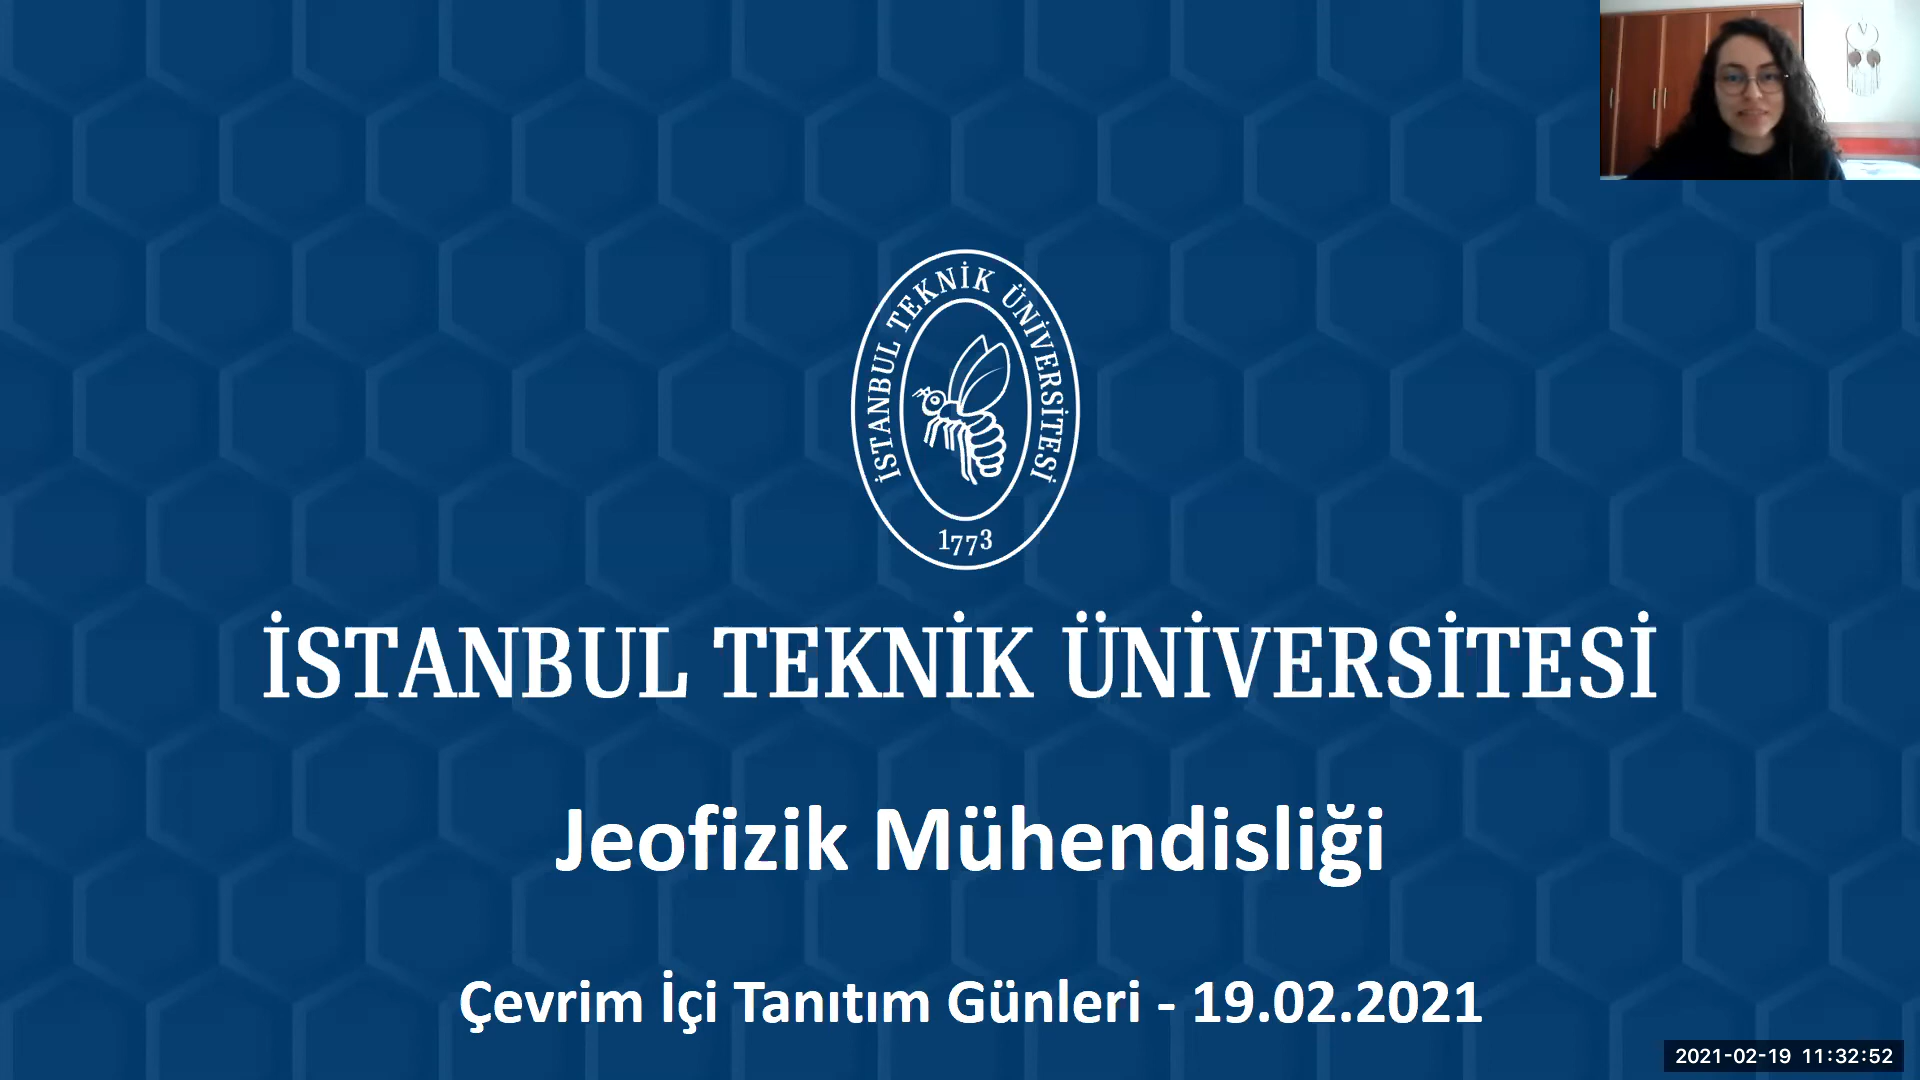 İSTANBUL TEKNİK ÜNİVERSİTESİ
1773
İSTANBUL TEKNİK ÜNİVERSİTESİ
Jeofizik Mühendisliği
Çevrim İçi Tanıtım Günleri - 19.02.2021
2021-02-19 11:32:52